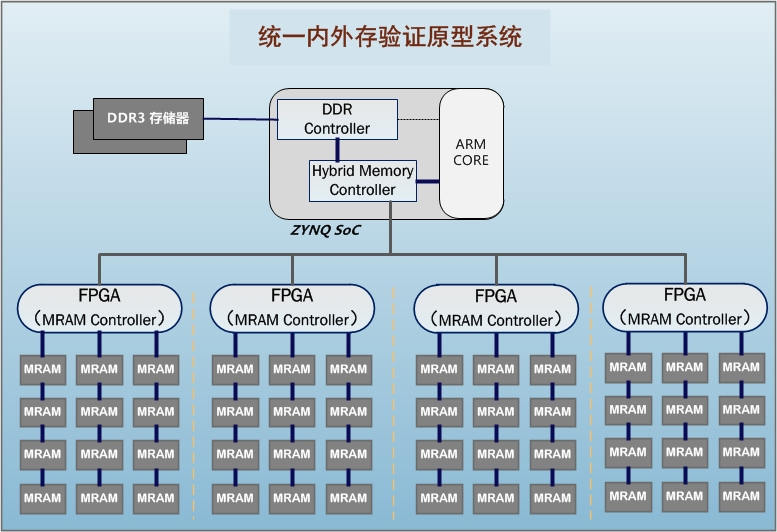 统一内外存验证原型系统
DDR3 存储器
DDR
Controller
ARM
CORE
Hybrid Memory
Controller
ZYNQ SoC
FPGA
（MRAM Controller）
FPGA
（MRAM Controller）
FPGA
（MRAM Controller）
FPGA
（MRAM Controller）
MRAM MRAM MRAM MRAM MRAM MRAM MRAM MRAM MRAM MRAM MRAM MRAM
MRAM MRAM MRAM MRAM MRAM MRAM MRAM MRAM MRAM MRAM MRAM MRAM
MRAM MRAM MRAM MRAM MRAM MRAM MRAM MRAM MRAM MRAM MRAM MRAM
MRAM MRAM MRAM MRAM MRAM MRAM MRAM MRAM MRAM MRAM MRAM MRAM